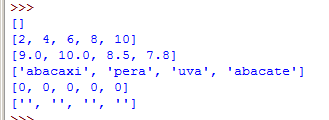 >>>
[]
[2, 4, 6, 8, 10]
[9.0, 10.0, 8.5, 7.8]
['abacaxi', 'pera', 'uva', 'abacate']
[0, 0, 0, 0, 0]
['', '', '', '']
>>>